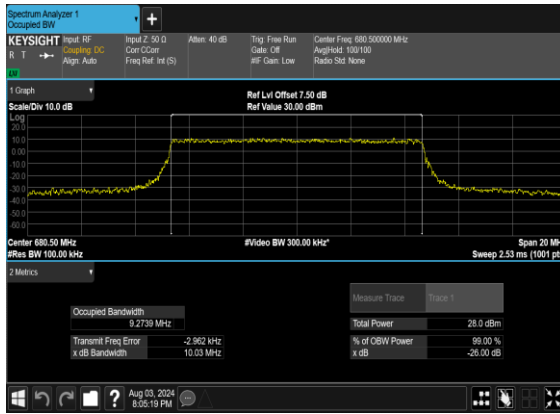 Spectrum Analyzer 1
Occupied BW
+
KEYSIGHT Input: RF Input Z: 50 Ω Atten: 40 dB Trig: Free Run Center Freq: 680.500000 MHz
R T Coupling: DC Corr CCorr Gate: Off Avg|Hold: 100/100
Align: Auto Freq Ref: Int (S) #IF Gain: Low Radio Std: None
LXI
1 Graph
Ref Lvl Offset 7.50 dB
Scale/Div 10.0 dB Ref Value 30.00 dBm
Log
20.0
10.0
0.00
-10.0
-20.0
-30.0
-40.0
-50.0
-60.0
Center 680.50 MHz #Video BW 300.00 kHz* Span 20 MH
#Res BW 100.00 kHz Sweep 2.53 ms (1001 pt
2 Metrics
Measure Trace Trace 1
Occupied Bandwidth
9.2739 MHz Total Power 28.0 dBm
Transmit Freq Error -2.962 kHz % of OBW Power 99.00 %
x dB Bandwidth 10.03 MHz x dB -26.00 dB
? Aug 03, 2024
8:05:19 PM